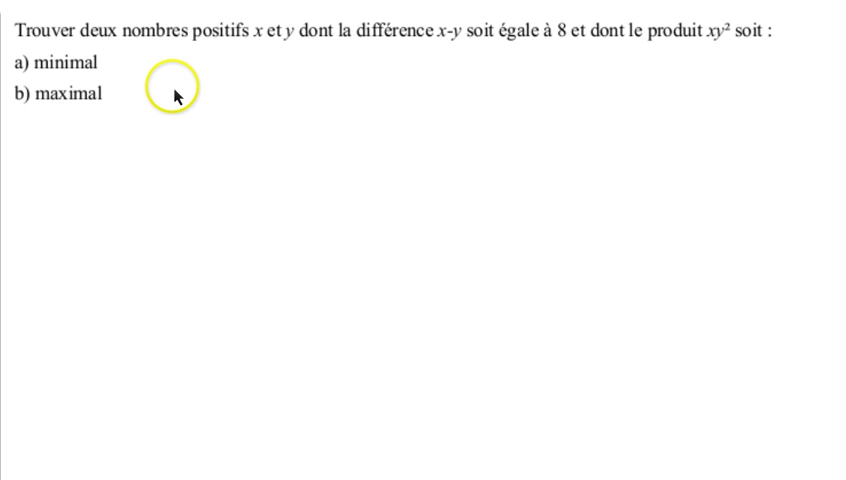 Trouver deux nombres positifs x et y dont la différence x-y soit égale à 8 et dont le produit xy² soit :
a) minimal
b) maximal